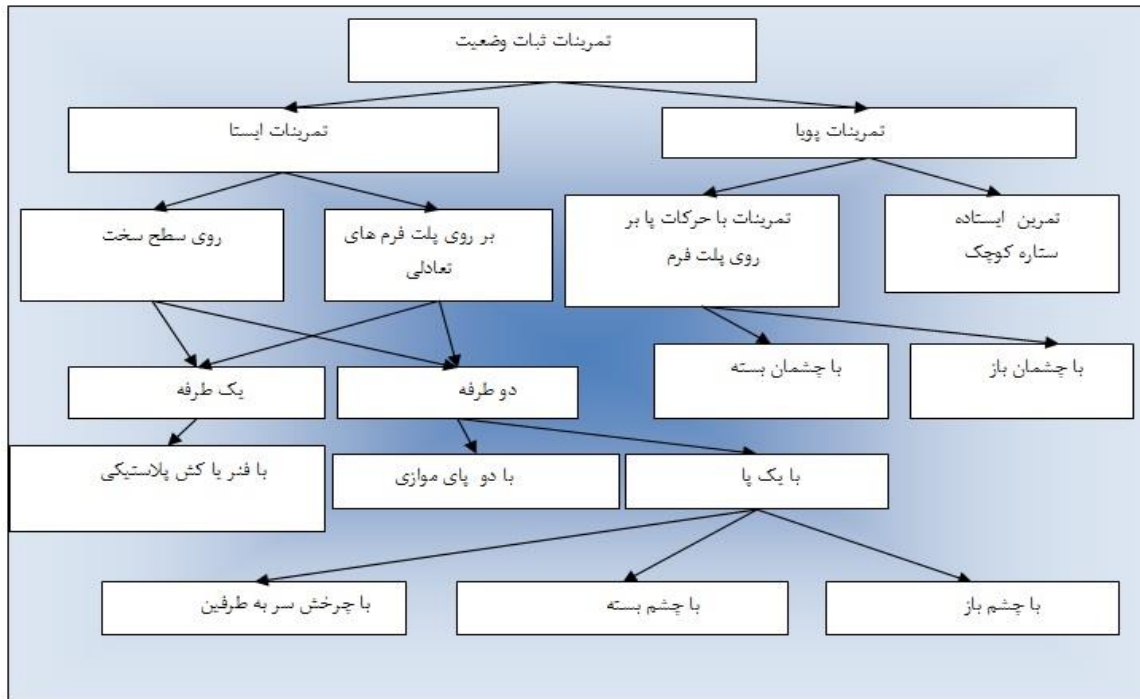 تمرینات ثبات وضعیت
تمرینات پویا
تمرینات ایستا
تمرین ایستاده
ستاره کوچک
تمرینات با حرکات پا بر
روی پلت فرم
بر روی پلت فرم های
تعادلی
روی سطح سخت
با چشمان باز
با چشمان بسته
دو طرفه
یک طرفه
با یک پا
با دو پای موازی
با فنر یا کش پلاستیکی
با چشم باز
با چشم بسته
با چرخش سر به طرفین